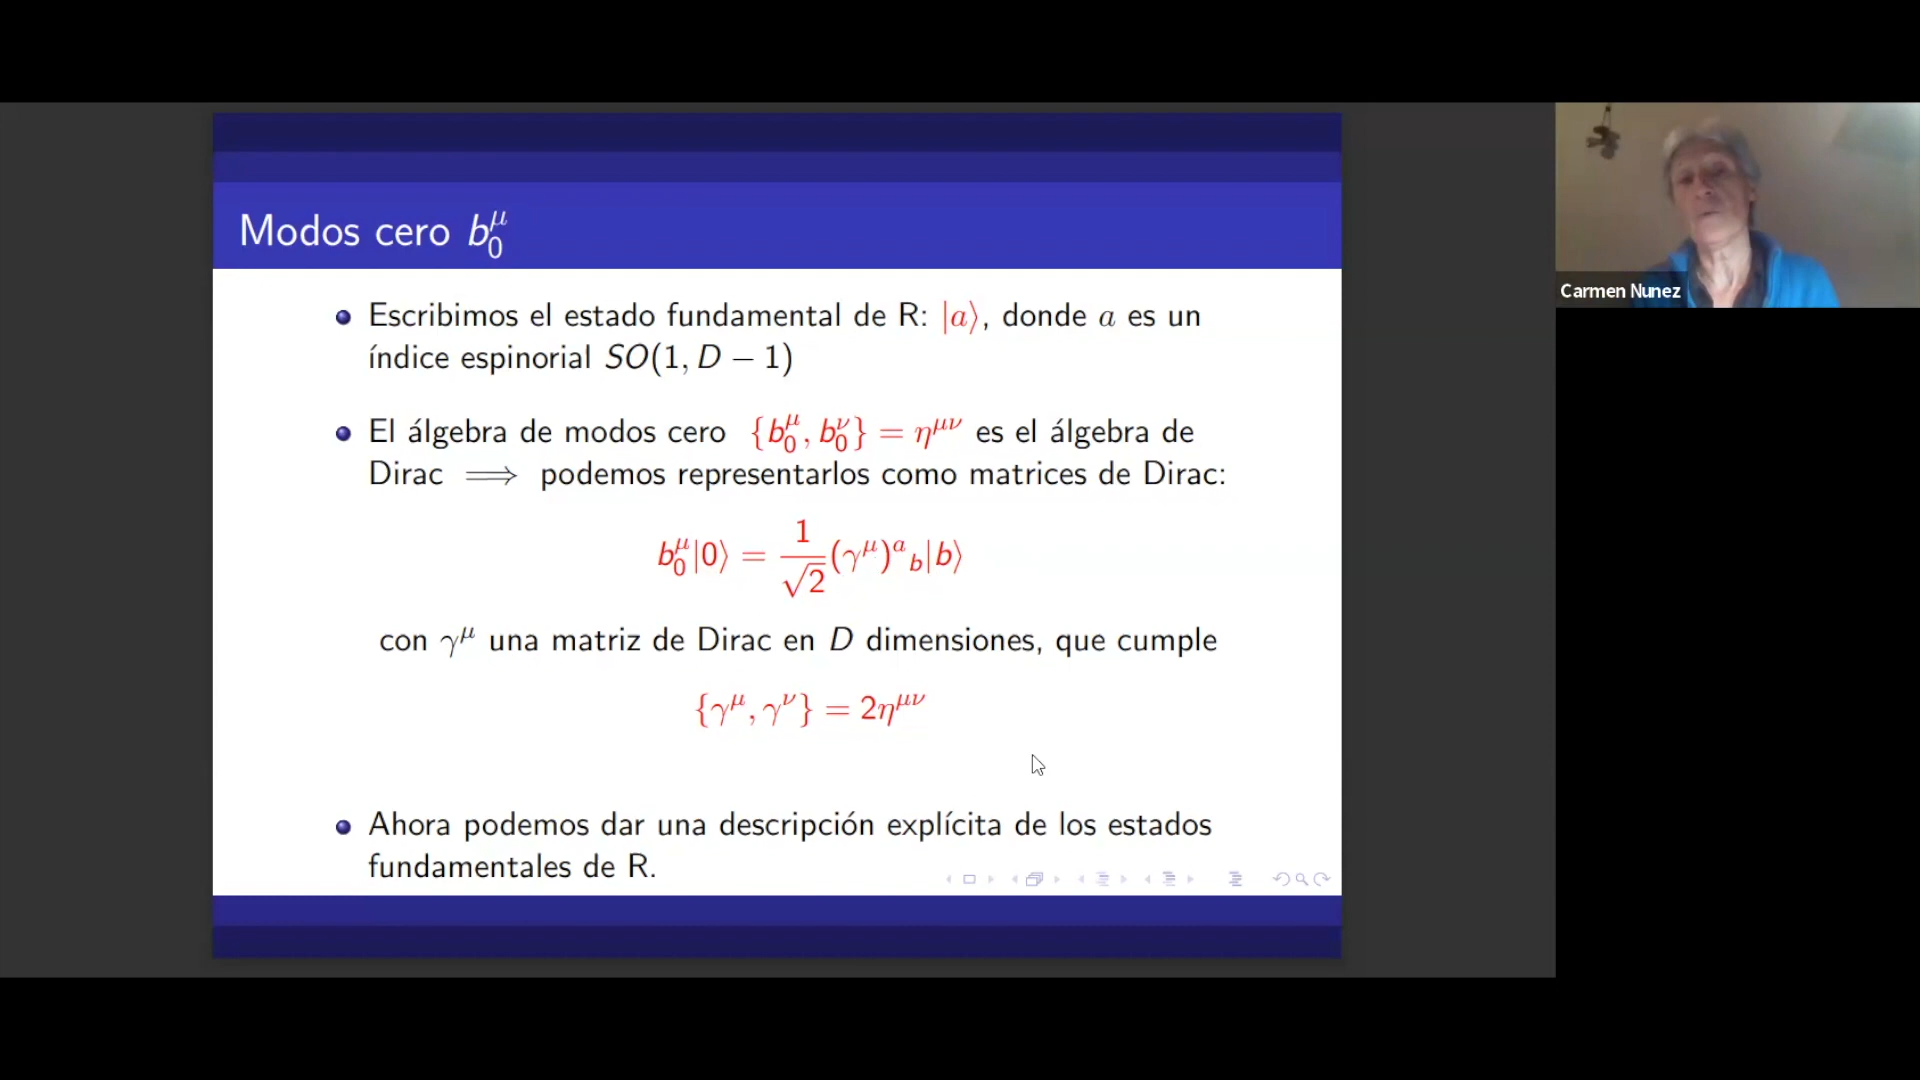 Modos cero $b_0^\mu$
Escribimos el estado fundamental de R: $|a\rangle$, donde $a$ es un
índice espinorial $SO(1, D-1)$
El álgebra de modos cero $\{b_0^\mu, b_0^\nu\} = \eta^{\mu\nu}$ es el álgebra de
Dirac $\Longrightarrow$ podemos representarlos como matrices de Dirac:
$b_0^\mu|0\rangle = \frac{1}{\sqrt{2}}(\gamma^\mu)^a{}_b|b\rangle$
con $\gamma^\mu$ una matriz de Dirac en $D$ dimensiones, que cumple
$\{\gamma^\mu, \gamma^\nu\} = 2\eta^{\mu\nu}$
Ahora podemos dar una descripción explícita de los estados
fundamentales de R.
Carmen Nunez